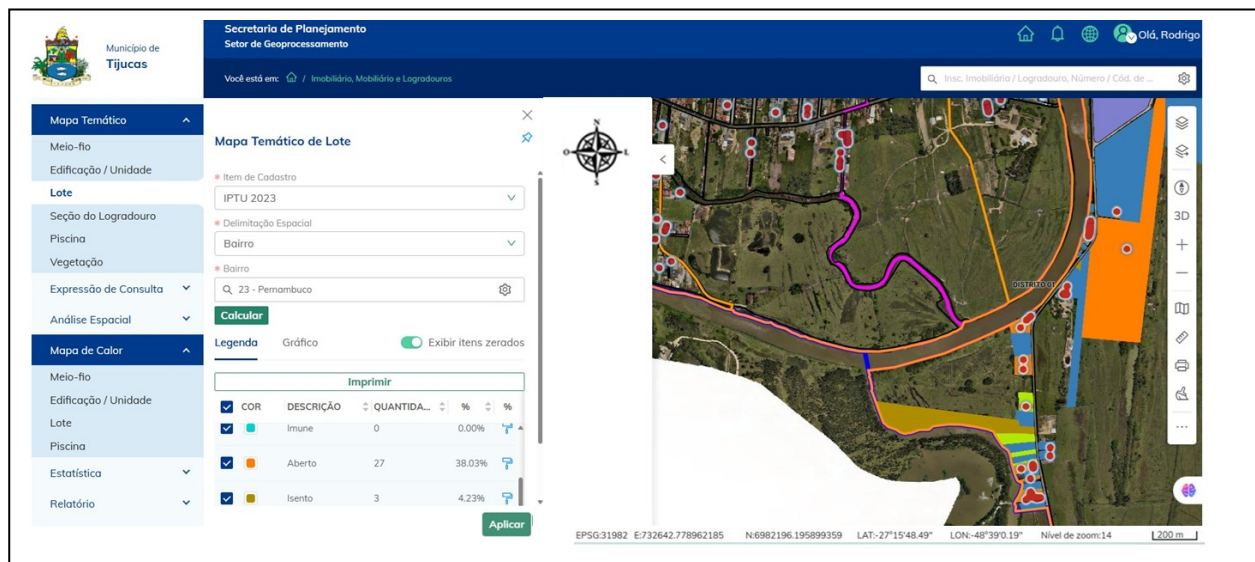 Município de
Tijucas
Secretaria de Planejamento
Setor de Geoprocessamento
Olá, Rodrigo
Você está em: / Imobiliário, Mobiliário e Logradouros
Insc. Imobiliária / Logradouro, Número / Cód. de ...
Mapa Temático
Meio-fio
Edificação / Unidade
Lote
Seção do Logradouro
Piscina
Vegetação
Expressão de Consulta
Análise Espacial
Mapa de Calor
Meio-fio
Edificação / Unidade
Lote
Piscina
Estatística
Relatório
Mapa Temático de Lote
* Item de Cadastro
IPTU 2023
* Delimitação Espacial
Bairro
* Bairro
23 - Pernambuco
Calcular
Legenda Gráfico Exibir itens zerados
Imprimir
COR DESCRIÇÃO QUANTIDA... % %
Imune 0 0.00%
Aberto 27 38.03%
Isento 3 4.23%
Aplicar
N
O L
S
DISTRITO 01
3D
EPSG:31982 E:732642.778962185 N:6982196.195899359 LAT:-27°15'48.49" LON:-48°39'0.19" Nível de zoom:14 200 m